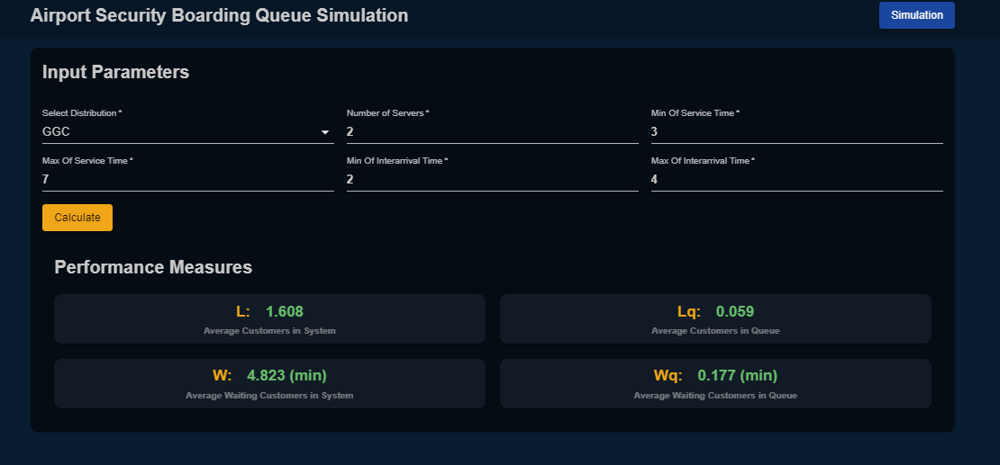 Airport Security Boarding Queue Simulation
Simulation
Input Parameters
Select Distribution *
Number of Servers *
Min Of Service Time *
GGC
2
3
Max Of Service Time *
Min Of Interarrival Time *
Max Of Interarrival Time *
7
2
4
Calculate
Performance Measures
L: 1.608
Average Customers in System
Lq: 0.059
Average Customers in Queue
W: 4.823 (min)
Average Waiting Customers in System
Wq: 0.177 (min)
Average Waiting Customers in Queue